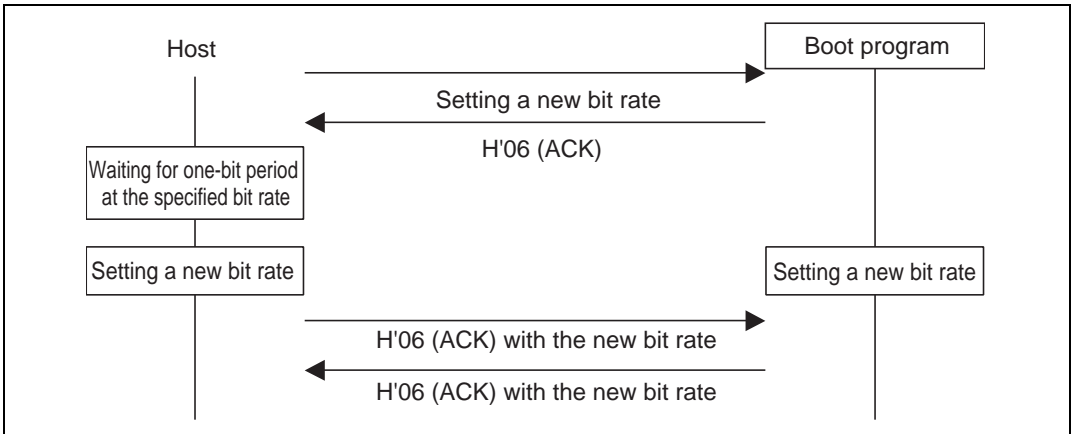 Host
Boot program
Setting a new bit rate
H'06 (ACK)
Waiting for one-bit period
at the specified bit rate
Setting a new bit rate
Setting a new bit rate
H'06 (ACK) with the new bit rate
H'06 (ACK) with the new bit rate